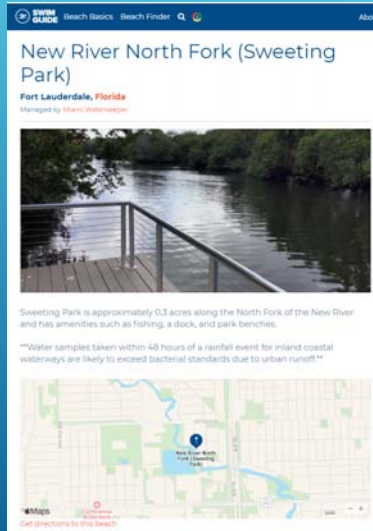 SWIM
GUIDE
Beach Basics Beach Finder
New River North Fork (Sweeting
Park)
Fort Lauderdale, Florida
Managed by Miami Waterkeeper
Sweeting Park is approximately 0.3 acres along the North Fork of the New River
and has amenities such as fishing, a dock, and park benches.
**Water samples taken within 48 hours of a rainfall event for inland coastal
waterways are likely to exceed bacterial standards due to urban runoff.**
New River North
Fork (Sweeting
Park)
Maps
Get directions to this beach